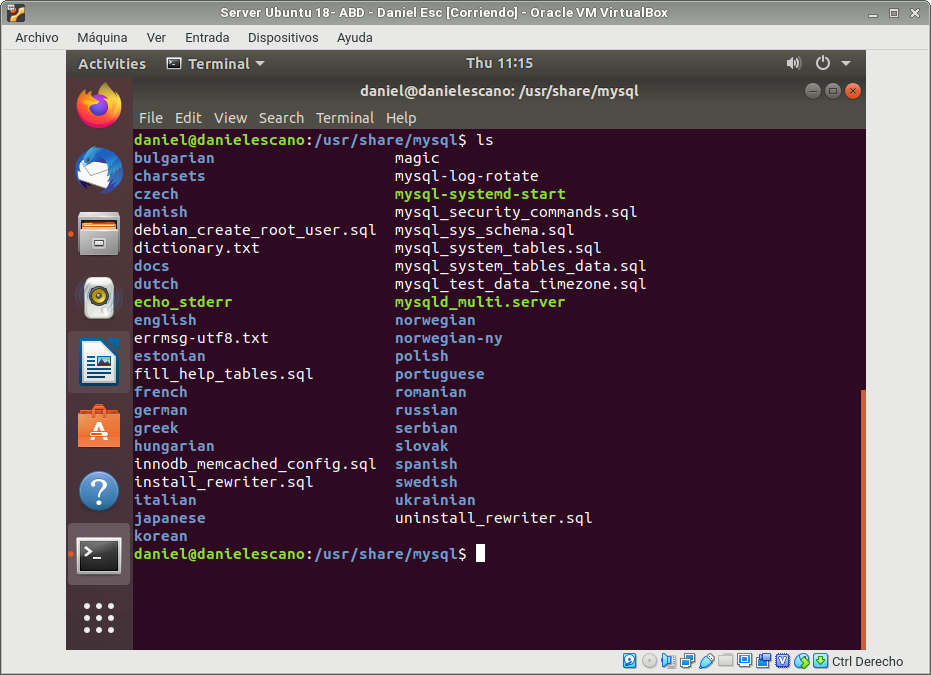 Server Ubuntu 18- ABD - Daniel Esc [Corriendo] - Oracle VM VirtualBox
Archivo Máquina Ver Entrada Dispositivos Ayuda
Activities Terminal Thu 11:15
daniel@danielescano: /usr/share/mysql
File Edit View Search Terminal Help
daniel@danielescano:/usr/share/mysql$ ls
bulgarian magic
charsets mysql-log-rotate
czech mysql-systemd-start
danish mysql_security_commands.sql
debian_create_root_user.sql mysql_sys_schema.sql
dictionary.txt mysql_system_tables.sql
docs mysql_system_tables_data.sql
dutch mysql_test_data_timezone.sql
echo_stderr mysqld_multi.server
english norwegian
errmsg-utf8.txt norwegian-ny
estonian polish
fill_help_tables.sql portuguese
french romanian
german russian
greek serbian
hungarian slovak
innodb_memcached_config.sql spanish
install_rewriter.sql swedish
italian ukrainian
japanese uninstall_rewriter.sql
korean
daniel@danielescano:/usr/share/mysql$
Ctrl Derecho